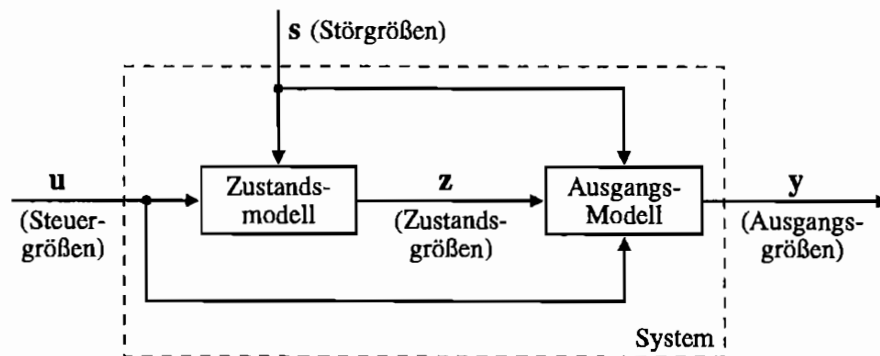 s (Störgrößen)
u
(Steuer-
größen)
Zustands-
modell
z
(Zustands-
größen)
Ausgangs-
Modell
y
(Ausgangs-
größen)
System